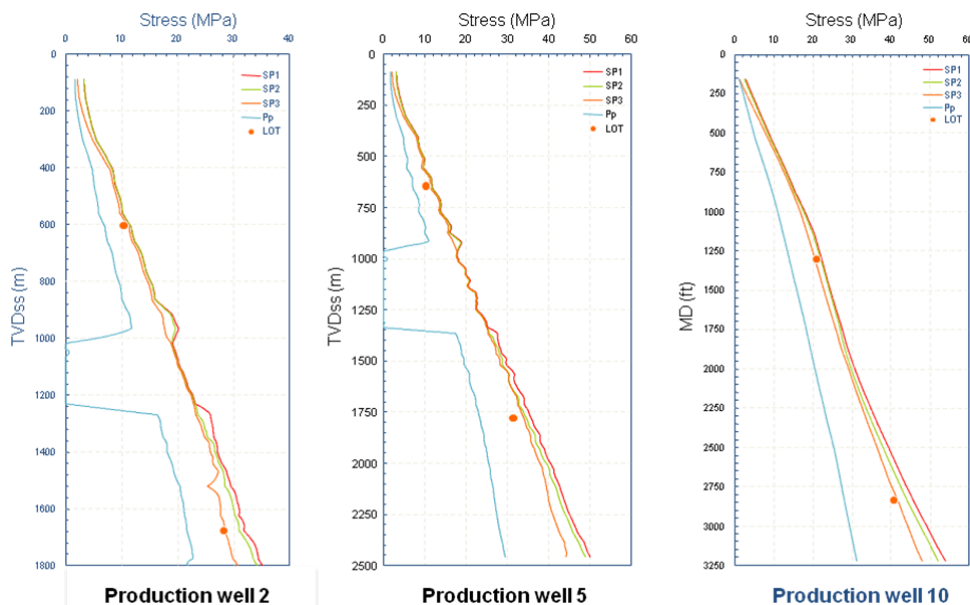 Stress (MPa)
0 10 20 30 40
0
200
400
600
800
1000
1200
1400
1600
1800
TVDss (m)
SP1
SP2
SP3
Pp
LOT
Production well 2
Stress (MPa)
0 10 20 30 40 50 60
0
250
500
750
1000
1250
1500
1750
2000
2250
2500
TVDss (m)
SP1
SP2
SP3
Pp
LOT
Production well 5
Stress (MPa)
0 10 20 30 40 50 60
0
250
500
750
1000
1250
1500
1750
2000
2250
2500
2750
3000
3250
MD (ft)
SP1
SP2
SP3
Pp
LOT
Production well 10